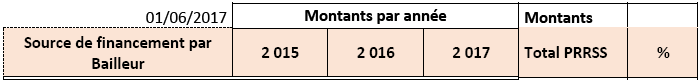 01/06/2017 Montants par année Montants
Source de financement par Bailleur 2 015 2 016 2 017 Total PRRSS %